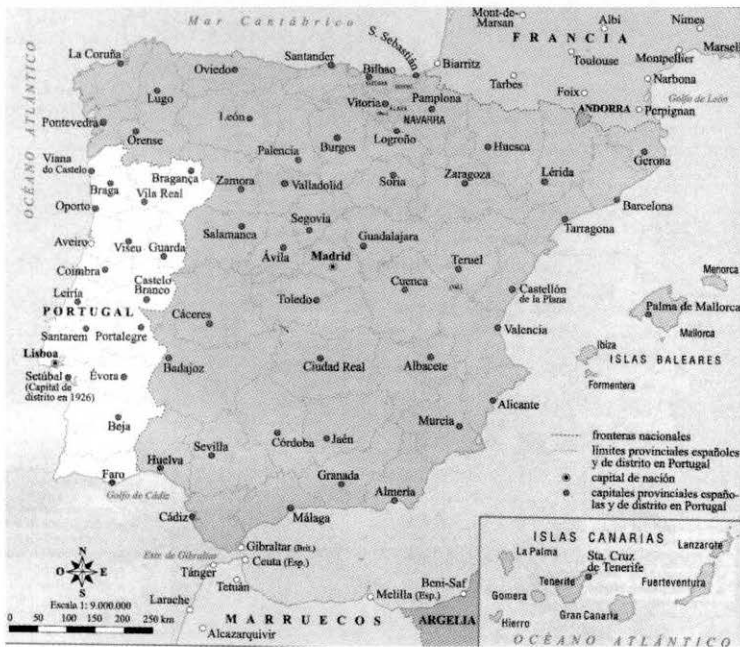 Mar Cantábrico
OCÉANO ATLÁNTICO
La Coruña
Oviedo
Santander
Bilbao
S. Sebastián
Biarritz
Mont-de-
Marsan
Albi
Nimes
FRANCIA
Toulouse
Montpellier
Marsell
Tarbes
Foix
Narbona
Golfo de León
ANDORRA
Perpignan
Lugo
Vitoria
ALAVA
Pamplona
NAVARRA
Pontevedra
Orense
León
Burgos
Logroño
Huesca
Gerona
Palencia
Viana
do Castelo
Bragança
Braga
Vila Real
Zamora
Valladolid
Soria
Zaragoza
Lérida
Barcelona
Oporto
Tarragona
Salamanca
Segovia
Aveiro
Viseu
Guarda
Ávila
Madrid
Guadalajara
Teruel
Menorca
Coimbra
Castelo
Branco
Cuenca
(Val.)
Castellón
de la Plana
Leiría
Toledo
Palma de Mallorca
PORTUGAL
Cáceres
Valencia
Mallorca
Santarem
Portalegre
Ibiza
ISLAS BALEARES
Lisboa
Badajoz
Ciudad Real
Albacete
Formentera
Setúbal
(Capital de
distrito en 1926)
Évora
Alicante
Beja
Murcia
Córdoba
Jaén
Sevilla
Huelva
Faro
Granada
Almería
Golfo de Cádiz
Cádiz
Málaga
fronteras nacionales
límites provinciales españoles
y de distrito en Portugal
capital de nación
capitales provinciales españo-
las y de distrito en Portugal
Gibraltar (Brit.)
Estr. de Gibraltar
Ceuta (Esp.)
Tánger
Tetuán
Melilla (Esp.)
Beni-Saf
Larache
MARRUECOS
ARGELIA
Alcazarquivir
N
O E
S
Escala 1: 9.000.000
0 50 100 150 200 250 km
ISLAS CANARIAS
Lanzarote
La Palma
Sta. Cruz
de Tenerife
Tenerife
Fuerteventura
Gomera
Gran Canaria
Hierro
OCÉANO ATLÁNTICO